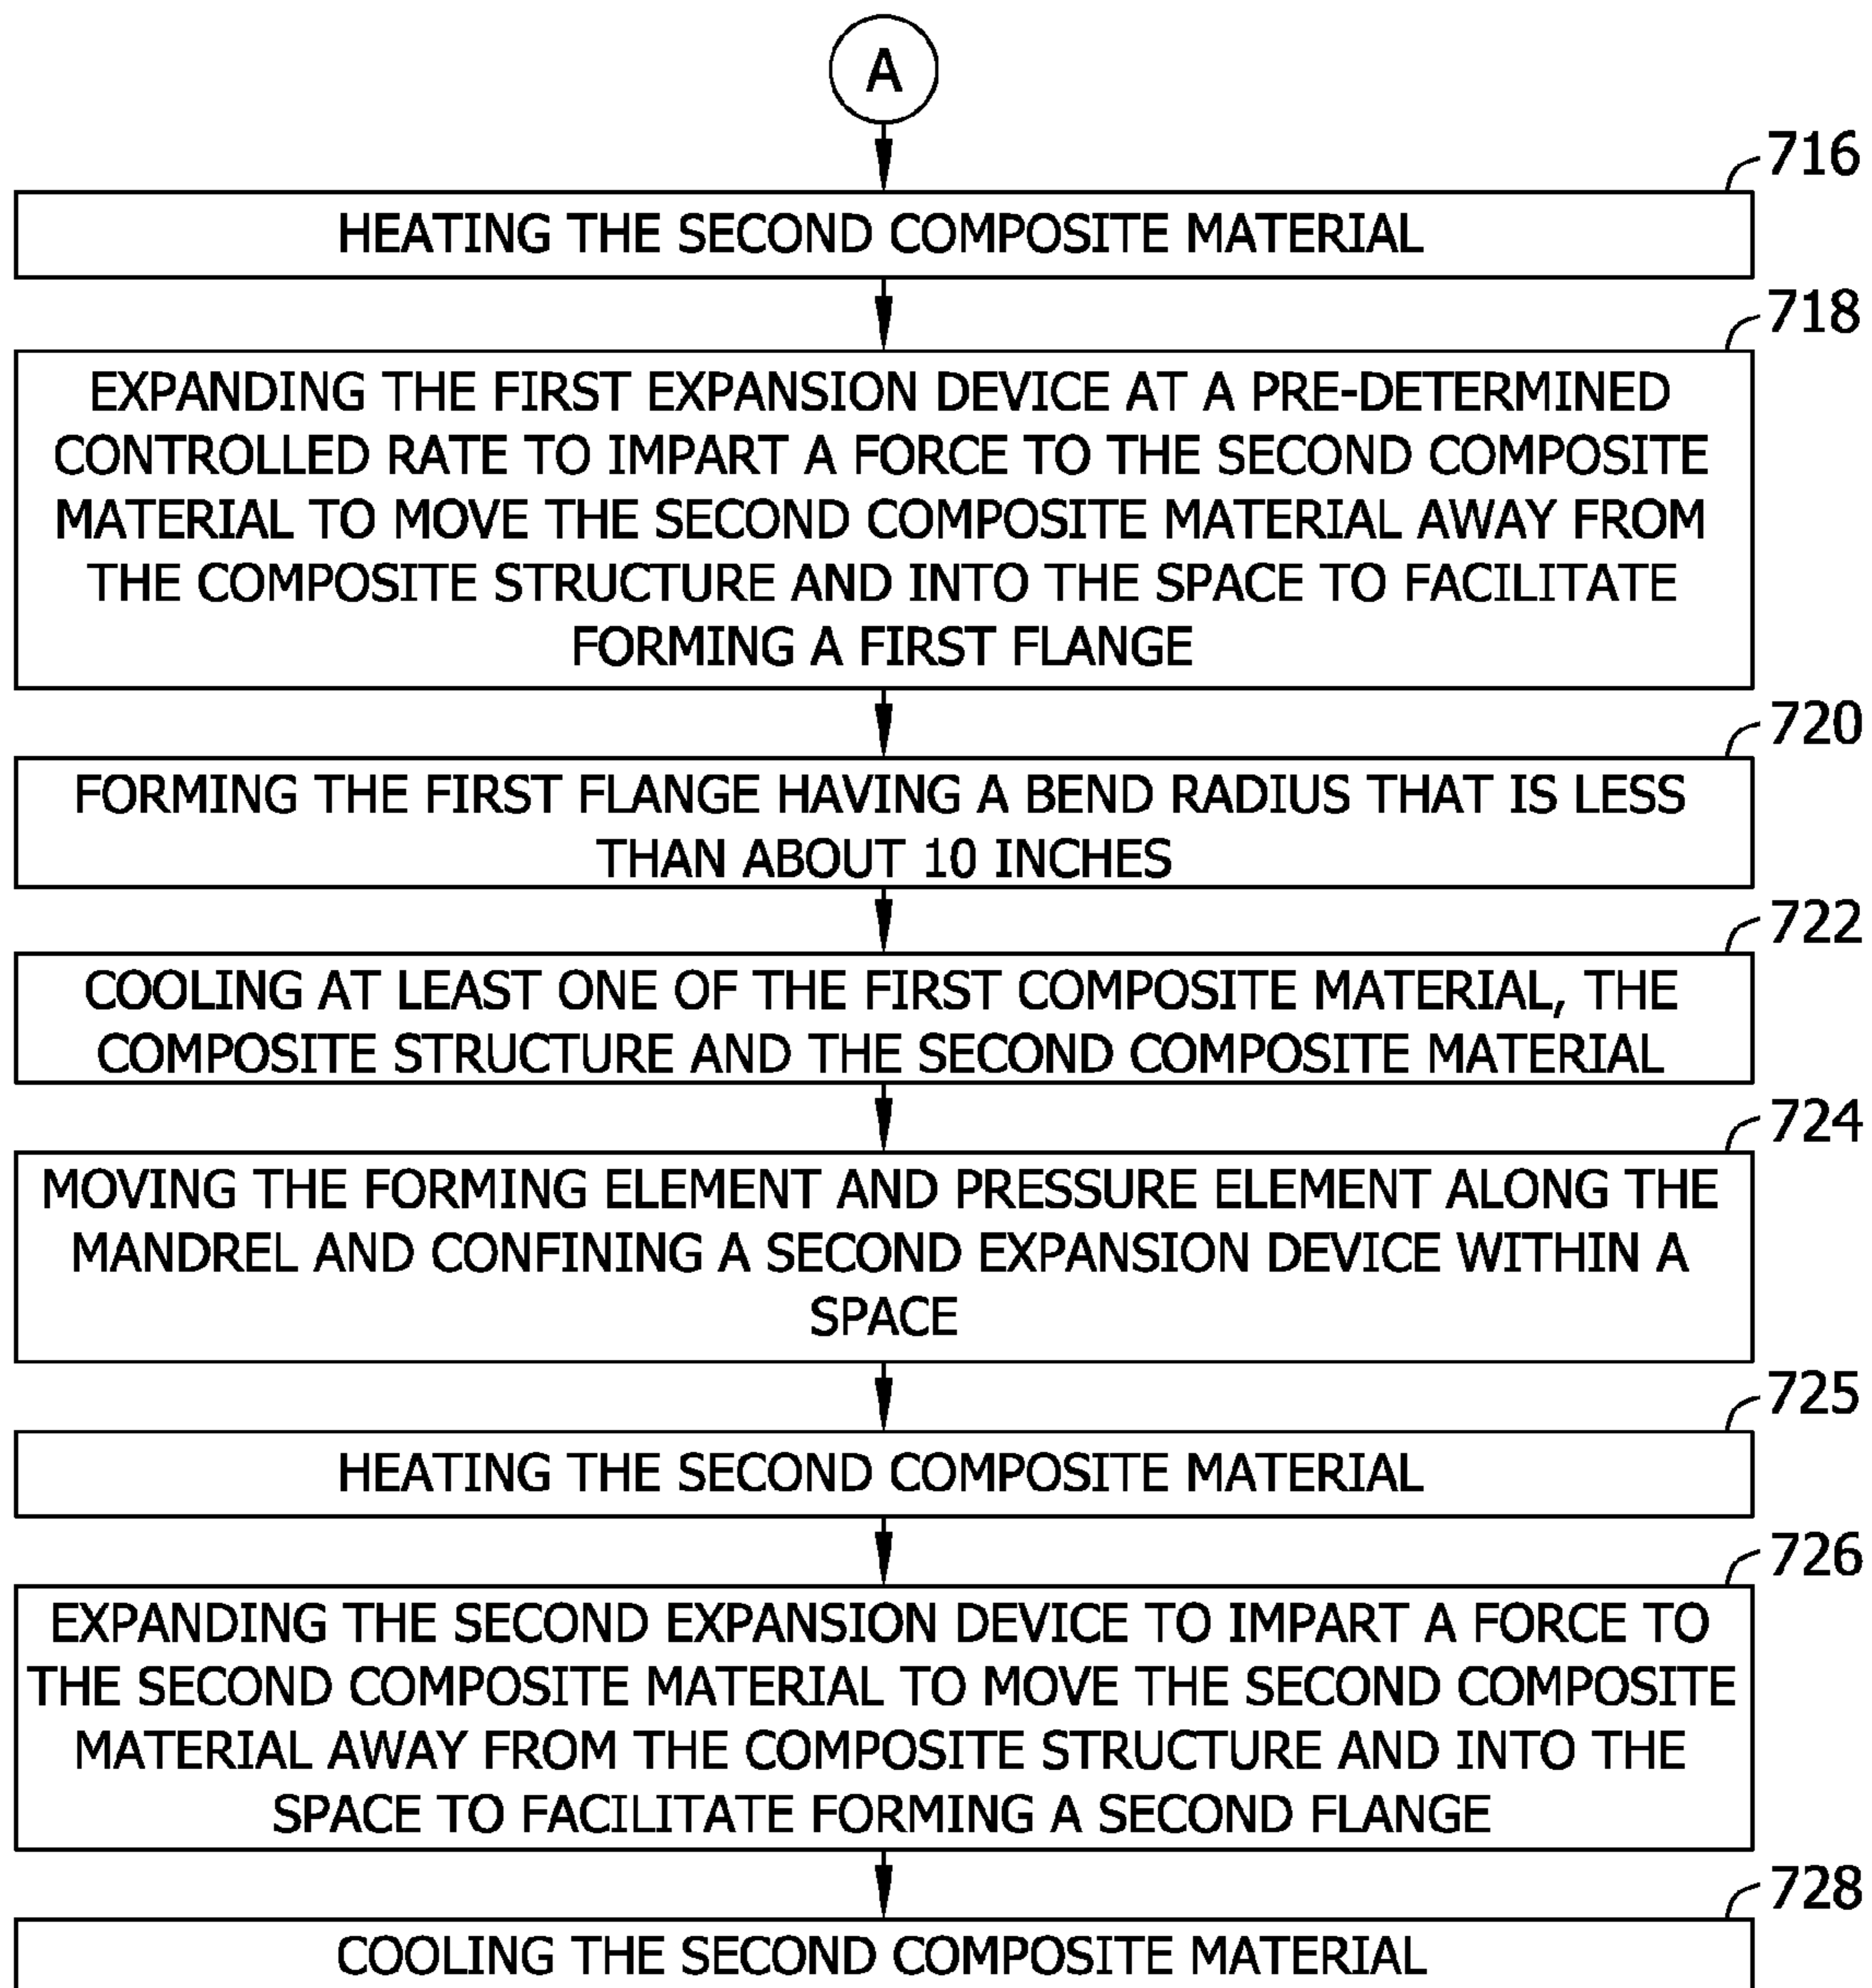 A
716
HEATING THE SECOND COMPOSITE MATERIAL
718
EXPANDING THE FIRST EXPANSION DEVICE AT A PRE-DETERMINED
CONTROLLED RATE TO IMPART A FORCE TO THE SECOND COMPOSITE
MATERIAL TO MOVE THE SECOND COMPOSITE MATERIAL AWAY FROM
THE COMPOSITE STRUCTURE AND INTO THE SPACE TO FACILITATE
FORMING A FIRST FLANGE
720
FORMING THE FIRST FLANGE HAVING A BEND RADIUS THAT IS LESS
THAN ABOUT 10 INCHES
722
COOLING AT LEAST ONE OF THE FIRST COMPOSITE MATERIAL, THE
COMPOSITE STRUCTURE AND THE SECOND COMPOSITE MATERIAL
724
MOVING THE FORMING ELEMENT AND PRESSURE ELEMENT ALONG THE
MANDREL AND CONFINING A SECOND EXPANSION DEVICE WITHIN A
SPACE
725
HEATING THE SECOND COMPOSITE MATERIAL
726
EXPANDING THE SECOND EXPANSION DEVICE TO IMPART A FORCE TO
THE SECOND COMPOSITE MATERIAL TO MOVE THE SECOND COMPOSITE
MATERIAL AWAY FROM THE COMPOSITE STRUCTURE AND INTO THE
SPACE TO FACILITATE FORMING A SECOND FLANGE
728
COOLING THE SECOND COMPOSITE MATERIAL